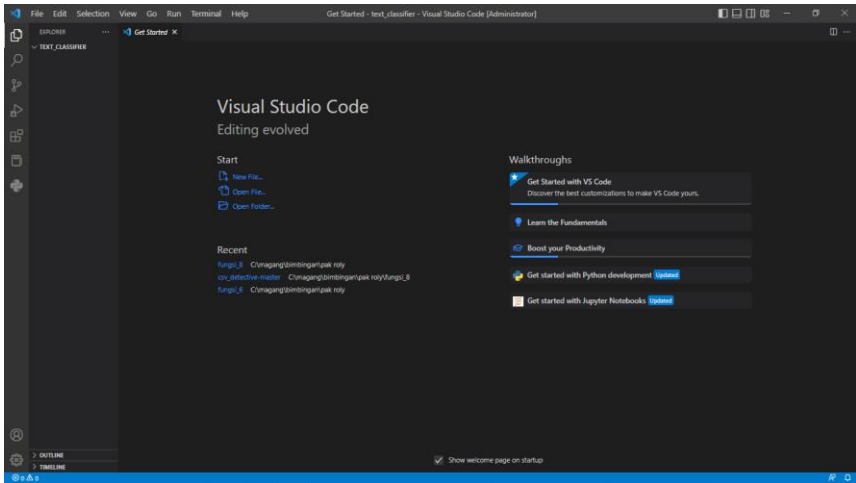 File Edit Selection View Go Run Terminal Help
Get Started - text_classifier - Visual Studio Code [Administrator]
EXPLORER
Get Started
TEXT_CLASSIFIER
Visual Studio Code
Editing evolved
Start
New File...
Open File...
Open Folder...
Recent
fungsi_8 C:\magang\bimbingan\pak roly
csv_detective-master C:\magang\bimbingan\pak roly\fungsi_8
fungsi_6 C:\magang\bimbingan\pak roly
Walkthroughs
Get Started with VS Code
Discover the best customizations to make VS Code yours.
Learn the Fundamentals
Boost your Productivity
Get started with Python development Updated
Get started with Jupyter Notebooks Updated
OUTLINE
TIMELINE
Show welcome page on startup
0 0